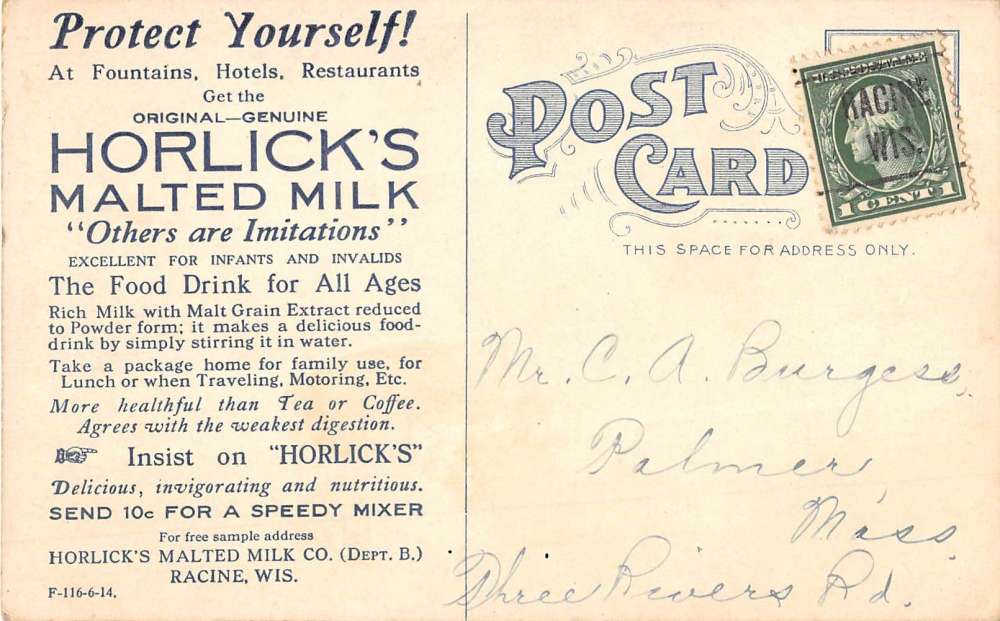 Protect Yourself!
At Fountains, Hotels, Restaurants
Get the
ORIGINAL—GENUINE
HORLICK'S
MALTED MILK
"Others are Imitations"
EXCELLENT FOR INFANTS AND INVALIDS
The Food Drink for All Ages
Rich Milk with Malt Grain Extract reduced
to Powder form; it makes a delicious food-
drink by simply stirring it in water.
Take a package home for family use, for
Lunch or when Traveling, Motoring, Etc.
More healthful than Tea or Coffee.
Agrees with the weakest digestion.
Insist on "HORLICK'S"
Delicious, invigorating and nutritious.
SEND 10c FOR A SPEEDY MIXER
For free sample address
HORLICK'S MALTED MILK CO. (DEPT. B.)
RACINE, WIS.
F-116-6-14.
POST
CARD
U.S. POSTAGE
RACINE
WIS.
1 CENT 1
THIS SPACE FOR ADDRESS ONLY.
Mr. C. A. Burgess,
Palmer
Mass.
Three Rivers Rd.